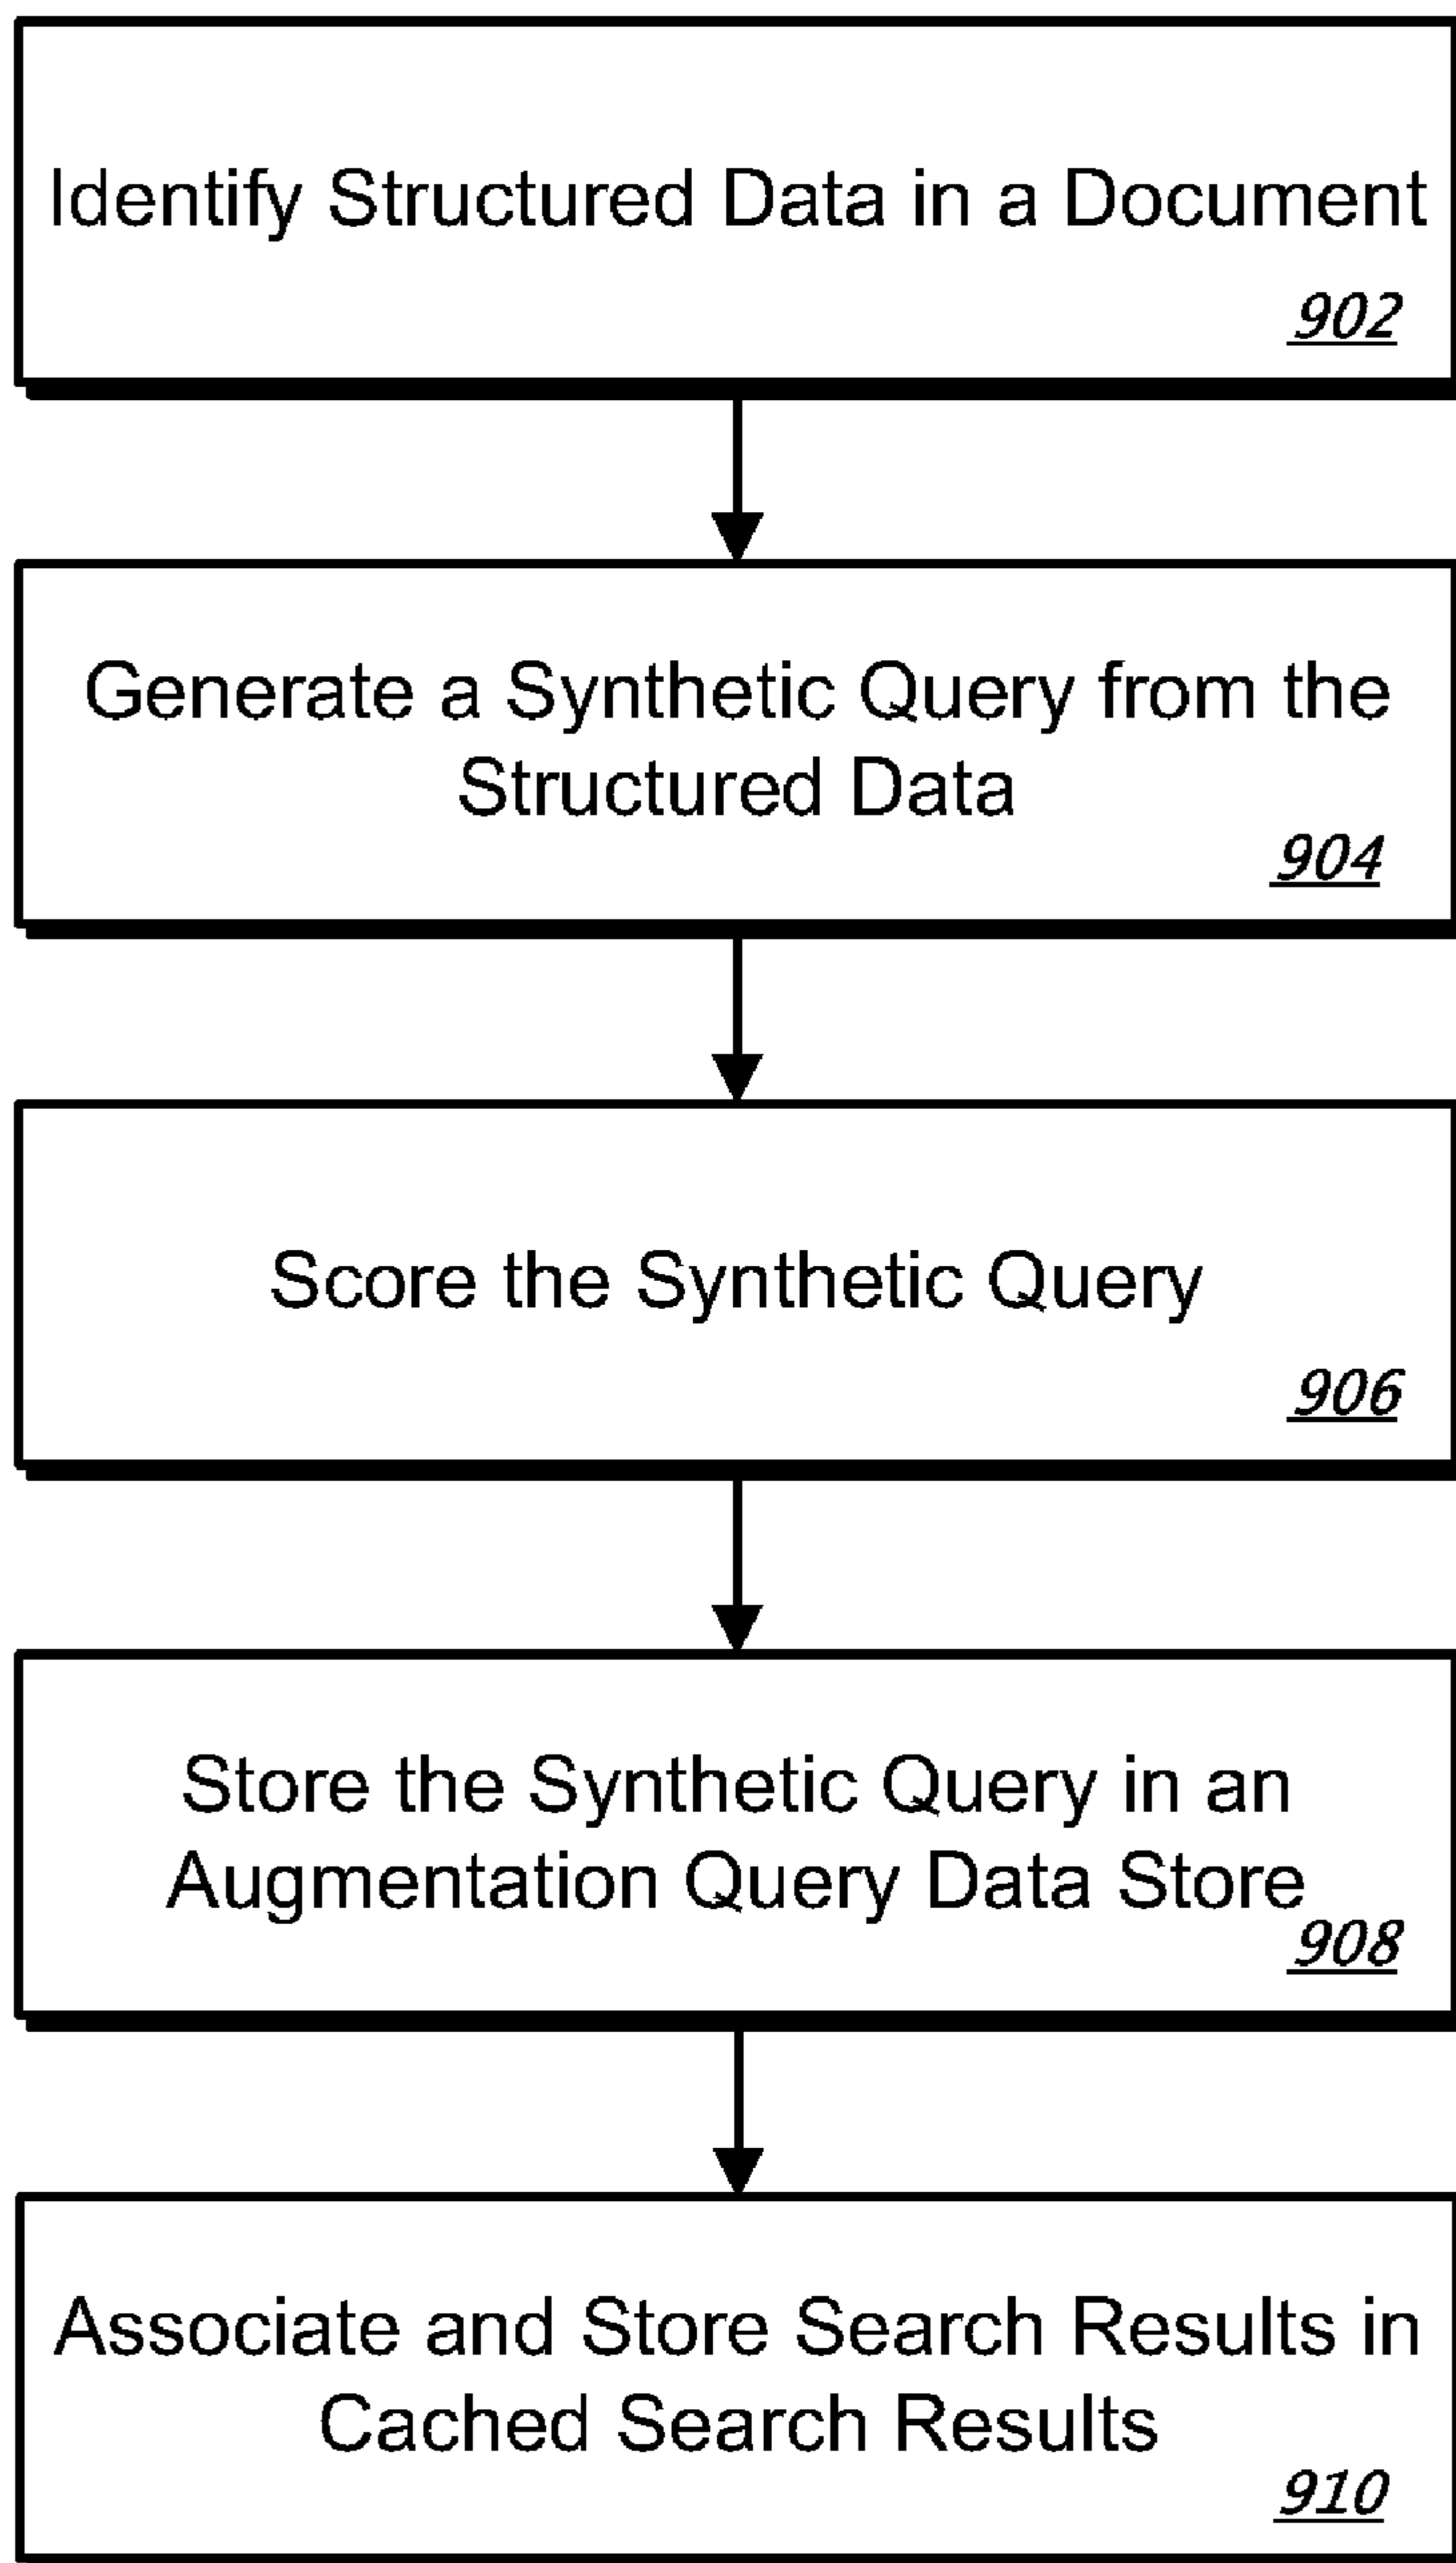 Identify Structured Data in a Document
902
Generate a Synthetic Query from the
Structured Data
904
Score the Synthetic Query
906
Store the Synthetic Query in an
Augmentation Query Data Store
908
Associate and Store Search Results in
Cached Search Results
910